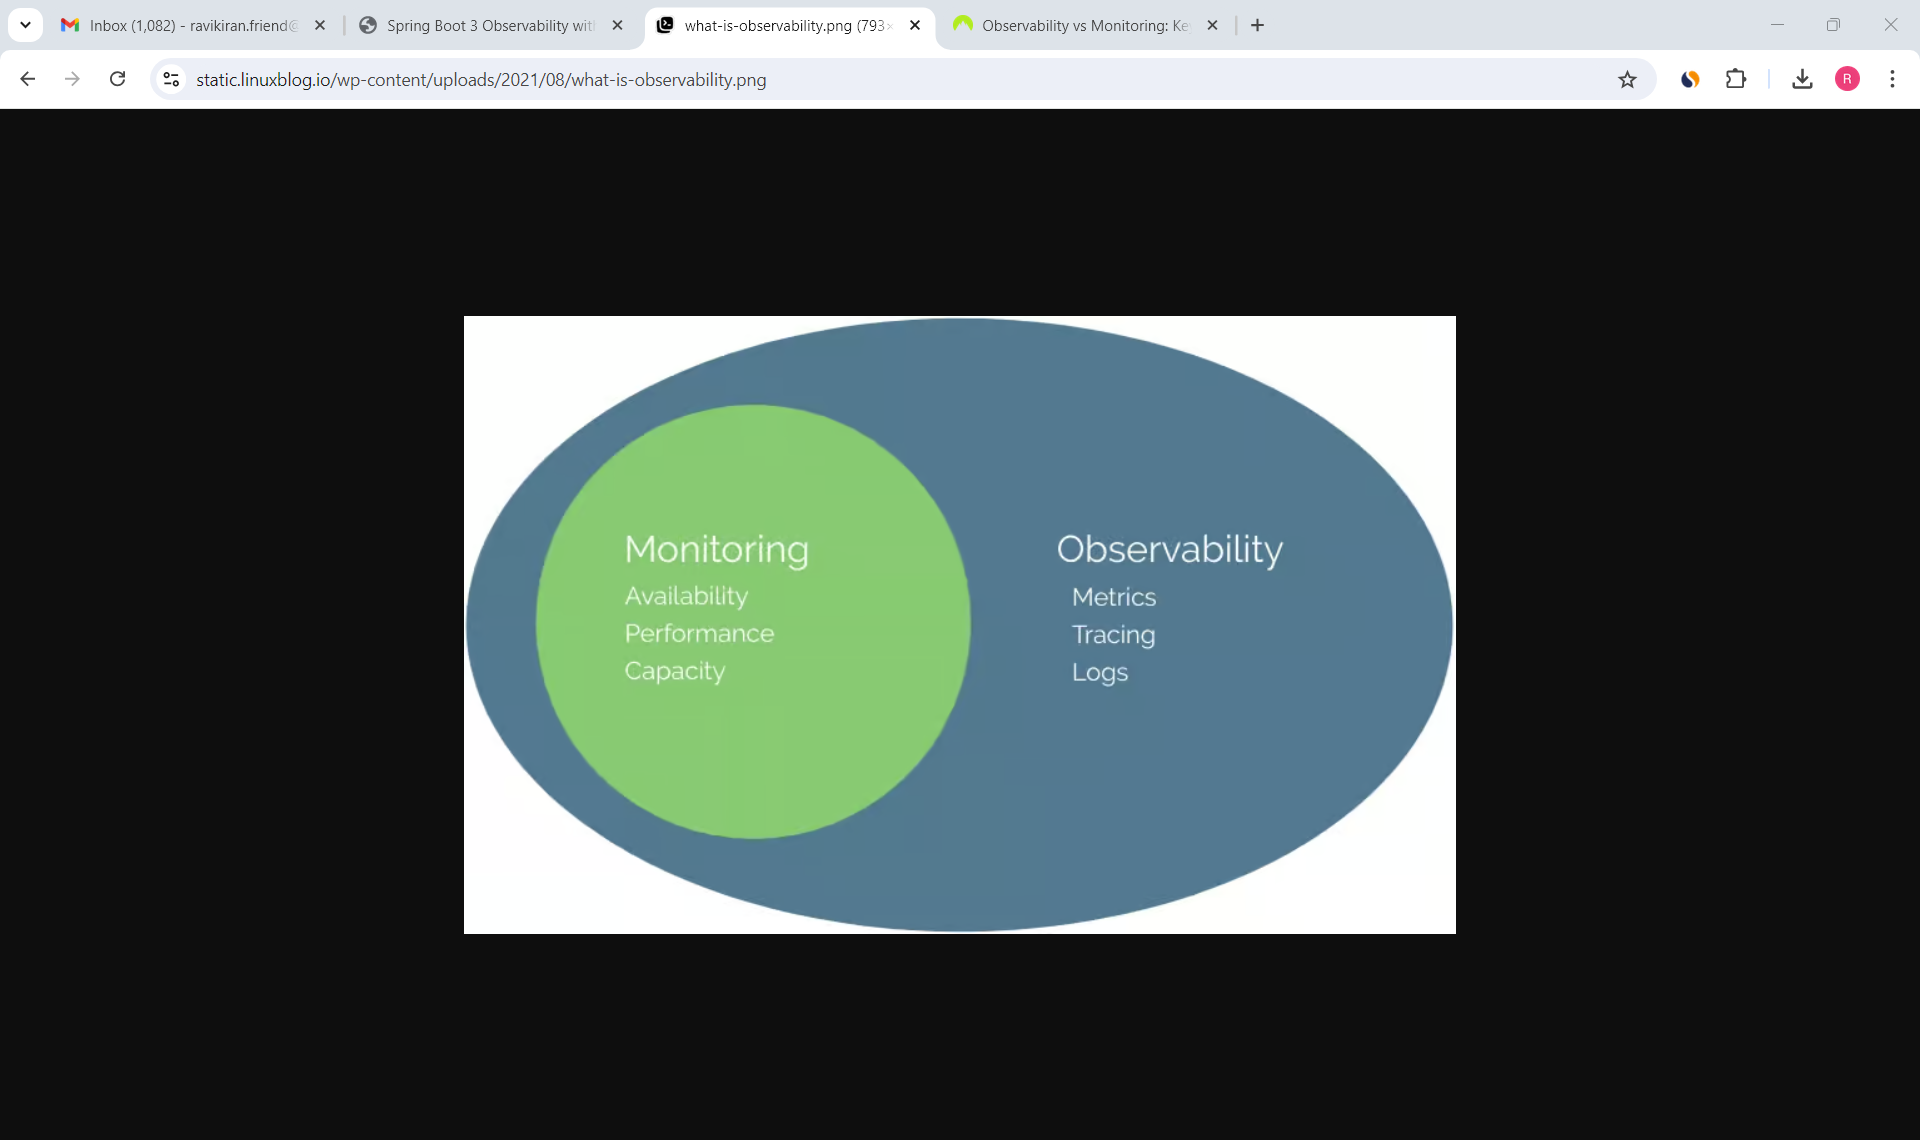 Inbox (1,082) - ravikiran.friend@
Spring Boot 3 Observability wit
what-is-observability.png (793×
Observability vs Monitoring: Ke
static.linuxblog.io/wp-content/uploads/2021/08/what-is-observability.png
R
Monitoring
Availability
Performance
Capacity
Observability
Metrics
Tracing
Logs